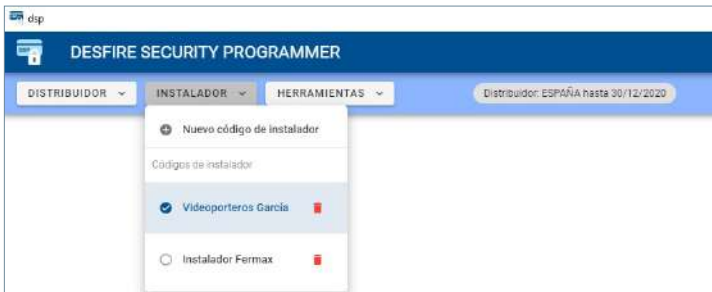 dsp
DESFIRE SECURITY PROGRAMMER
DISTRIBUIDOR INSTALADOR HERRAMIENTAS Distribuidor: ESPAÑA hasta 30/12/2020
Nuevo código de instalador
Códigos de instalador
Videoporteros García
Instalador Fermax